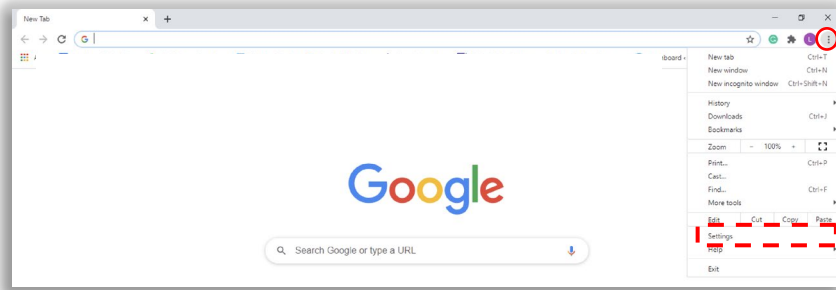 New Tab
G
L
board
New tab Ctrl+T
New window Ctrl+N
New incognito window Ctrl+Shift+N
History
Downloads Ctrl+J
Bookmarks
Zoom - 100% +
Print... Ctrl+P
Cast...
Find... Ctrl+F
More tools
Edit Cut Copy Paste
Settings
Help
Exit
Google
Search Google or type a URL